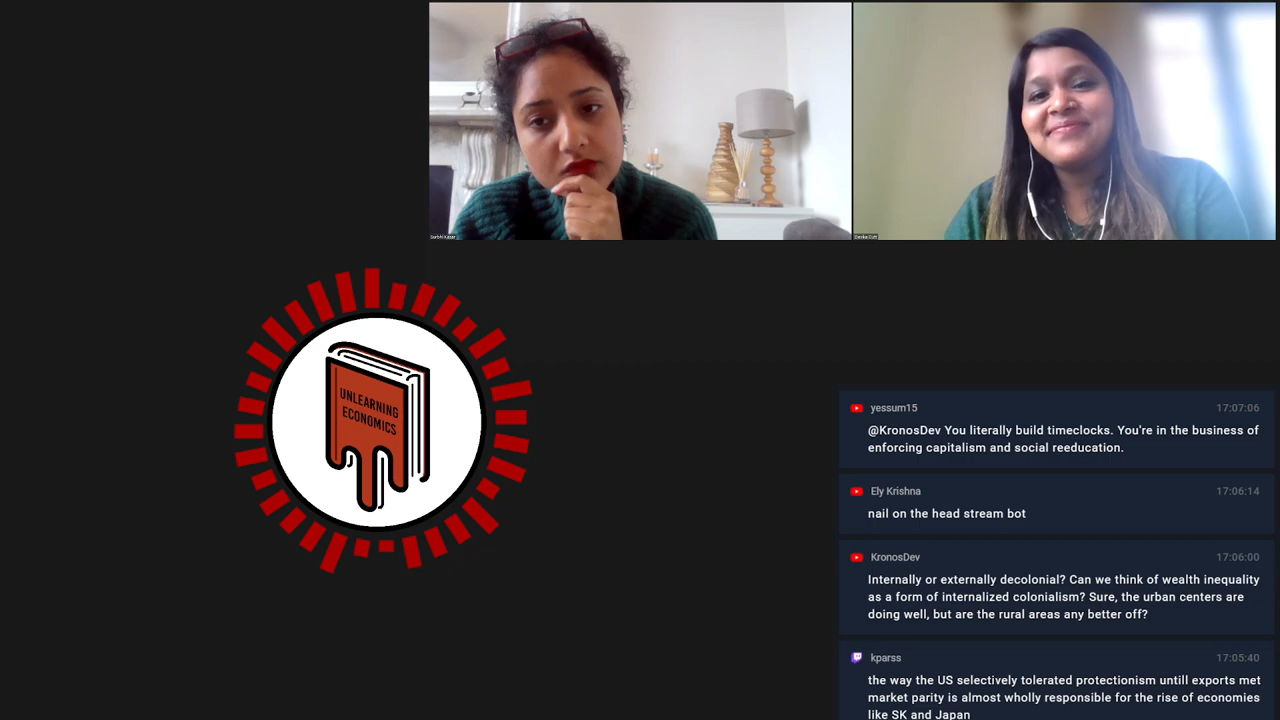 Surbhi Kesar
Devika Dutt
UNLEARNING
ECONOMICS
yessum15 17:07:06
@KronosDev You literally build timeclocks. You're in the business of
enforcing capitalism and social reeducation.
Ely Krishna 17:06:14
nail on the head stream bot
KronosDev 17:06:00
Internally or externally decolonial? Can we think of wealth inequality
as a form of internalized colonialism? Sure, the urban centers are
doing well, but are the rural areas any better off?
kparss 17:05:40
the way the US selectively tolerated protectionism untill exports met
market parity is almost wholly responsible for the rise of economies
like SK and Japan